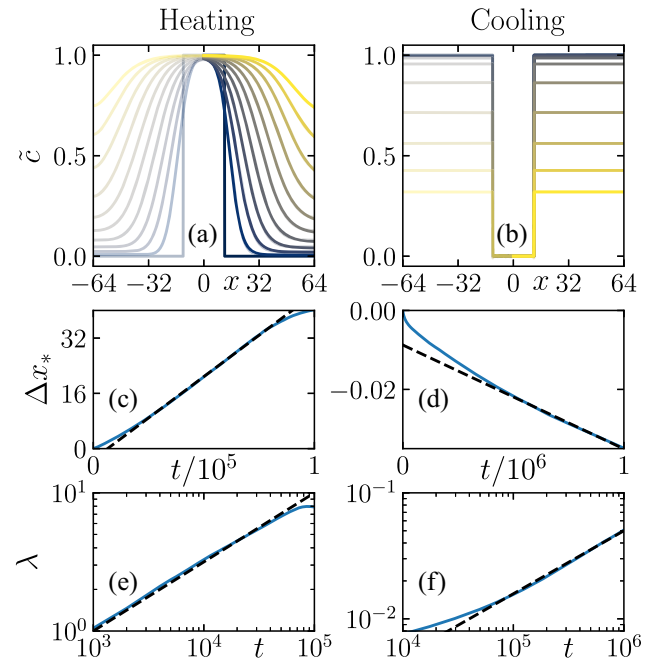 Heating Cooling
1.0 1.0
c̃ 0.5 0.5
(a) (b)
0.0 0.0
−64 −32 0 x 32 64 −64 −32 0 x 32 64
0.00
32
Δx* 16 −0.02
(c) (d)
0
0 t/10⁵ 1 0 t/10⁶ 1
10¹ 10⁻¹
λ (e) (f)
10⁰ 10⁻²
10³ 10⁴ t 10⁵ 10⁴ 10⁵ t 10⁶